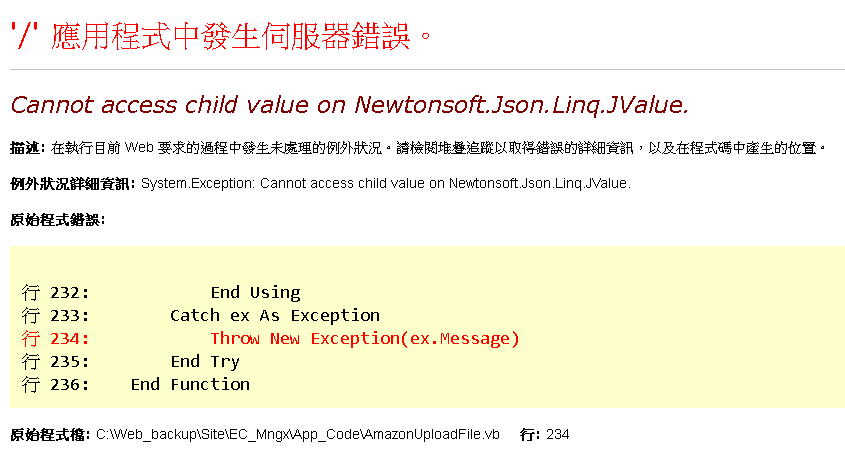 '/' 應用程式中發生伺服器錯誤。
Cannot access child value on Newtonsoft.Json.Linq.JValue.
描述: 在執行目前 Web 要求的過程中發生未處理的例外狀況。請檢閱堆疊追蹤以取得錯誤的詳細資訊，以及在程式碼中產生的位置。
例外狀況詳細資訊: System.Exception: Cannot access child value on Newtonsoft.Json.Linq.JValue.
原始程式錯誤:
行 232:            End Using
行 233:        Catch ex As Exception
行 234:            Throw New Exception(ex.Message)
行 235:        End Try
行 236:    End Function
原始程式檔: C:\Web_backup\Site\EC_Mngx\App_Code\AmazonUploadFile.vb    行: 234